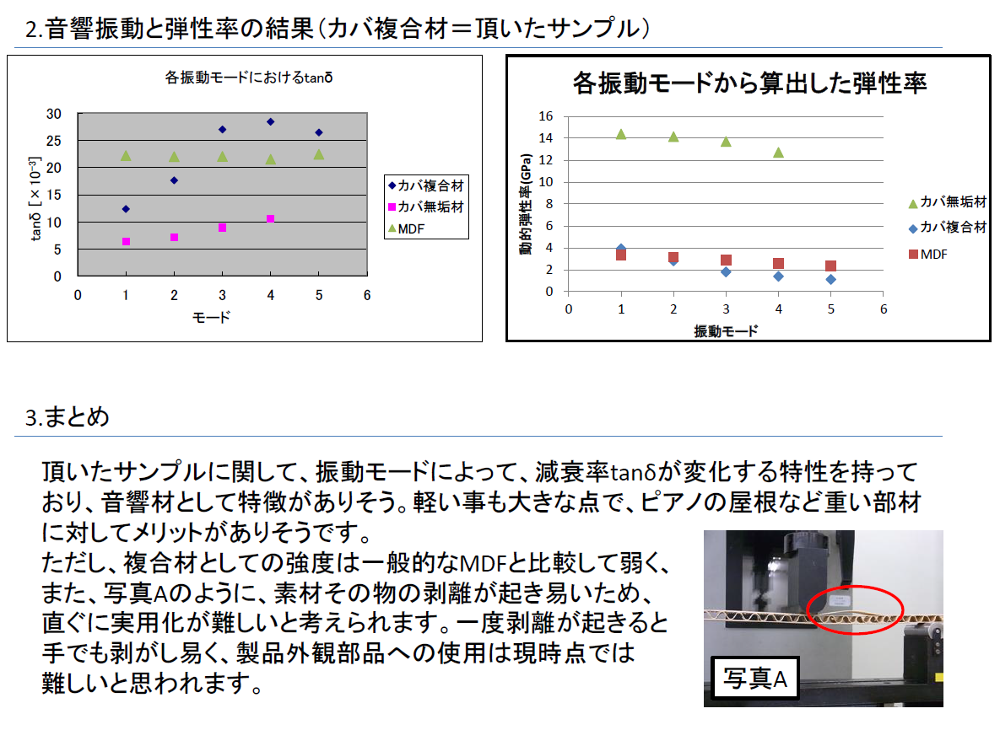 2.音響振動と弾性率の結果（カバ複合材＝頂いたサンプル）
各振動モードにおけるtanδ
30
25
20
15
10
5
0
tanδ [×10⁻³]
0 1 2 3 4 5 6
モード
カバ複合材
カバ無垢材
MDF
各振動モードから算出した弾性率
16
14
12
10
8
6
4
2
0
動的弾性率(GPa)
0 1 2 3 4 5 6
振動モード
カバ無垢材
カバ複合材
MDF
3.まとめ
頂いたサンプルに関して、振動モードによって、減衰率tanδが変化する特性を持って
おり、音響材として特徴がありそう。軽い事も大きな点で、ピアノの屋根など重い部材
に対してメリットがありそうです。
ただし、複合材としての強度は一般的なMDFと比較して弱く、
また、写真Aのように、素材その物の剥離が起き易いため、
直ぐに実用化が難しいと考えられます。一度剥離が起きると
手でも剥がし易く、製品外観部品への使用は現時点では
難しいと思われます。
写真A